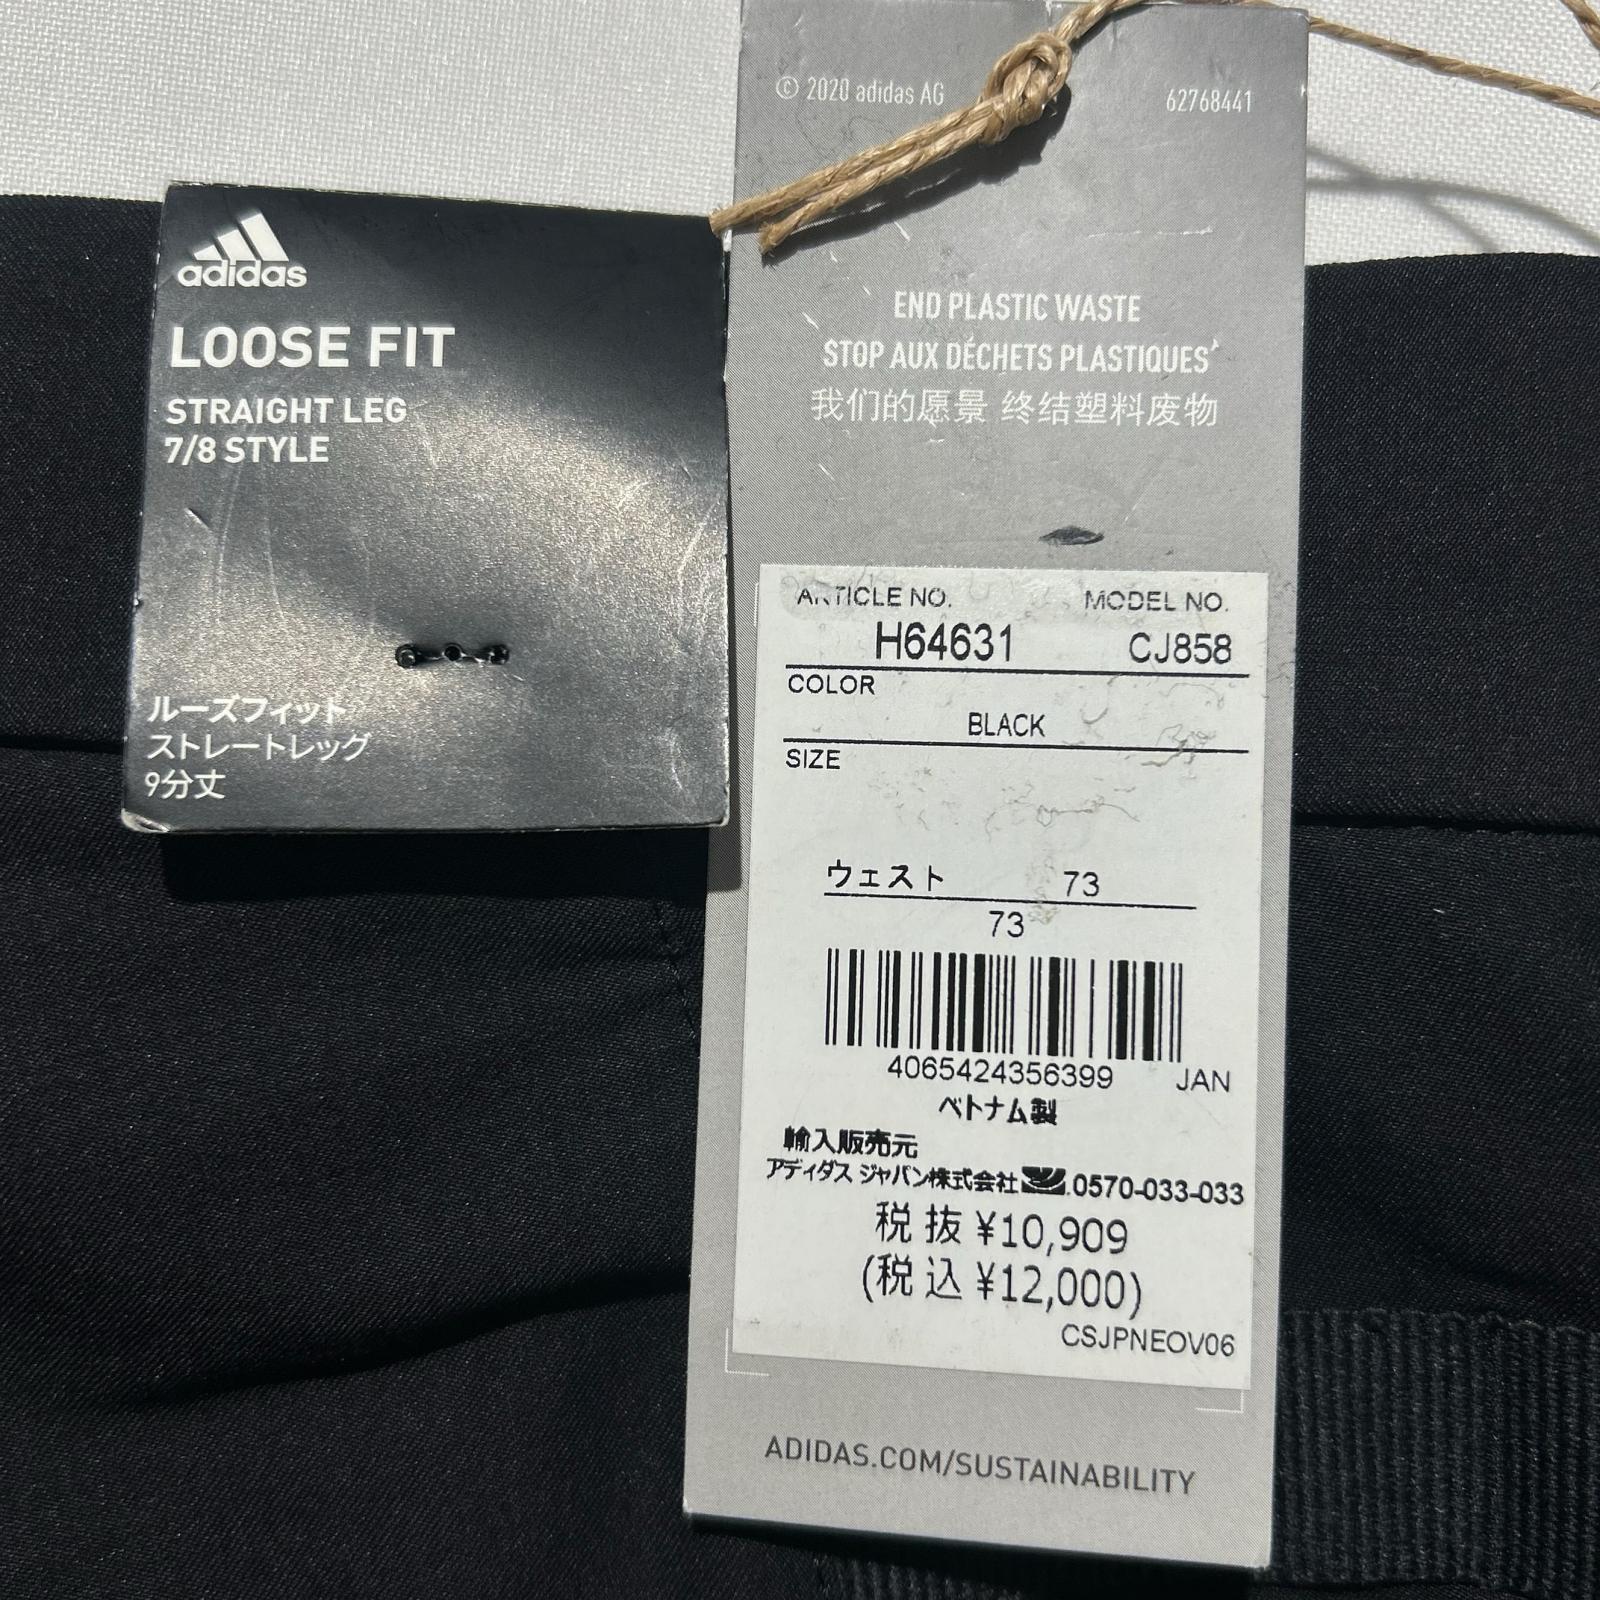 adidas
LOOSE FIT
STRAIGHT LEG
7/8 STYLE
ルーズフィット
ストレートレッグ
9分丈
© 2020 adidas AG
62768441
END PLASTIC WASTE
STOP AUX DÉCHETS PLASTIQUES
我们的愿景 终结塑料废物
ARTICLE NO. MODEL NO.
H64631 CJ858
COLOR
BLACK
SIZE
ウェスト 73
73
4065424356399 JAN
ベトナム製
輸入販売元
アディダス ジャパン株式会社 0570-033-033
税 抜 ¥10,909
(税 込 ¥12,000)
CSJPNEOV06
ADIDAS.COM/SUSTAINABILITY